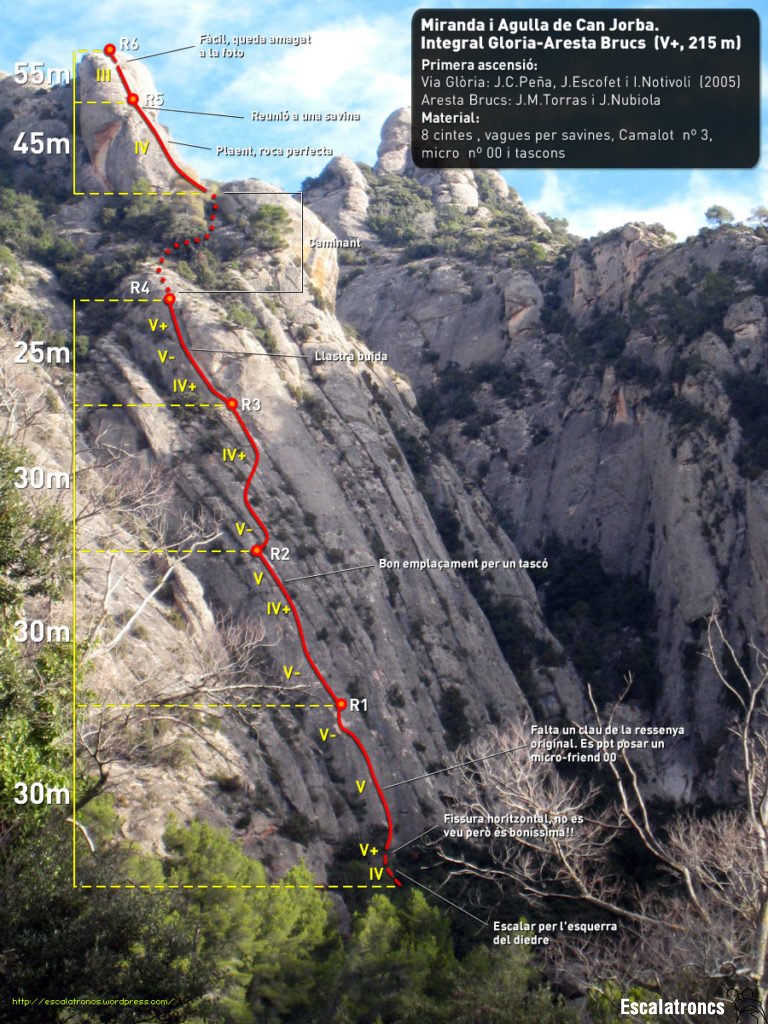 Miranda i Agulla de Can Jorba.
Integral Gloria-Aresta Brucs (V+, 215 m)
Primera ascensió:
Via Glòria: J.C.Peña, J.Escofet i I.Notivoli (2005)
Aresta Brucs: J.M.Torras i J.Nubiola
Material:
8 cintes , vagues per savines, Camalot nº 3,
micro nº 00 i tascons
R6
Fàcil, queda amagat
a la foto
55m
III
R5
Reunió a una savina
45m
IV
Plaent, roca perfecta
Caminant
R4
V+
25m
V-
Llastra buida
IV+
R3
IV+
30m
V-
R2
Bon emplaçament per un tascó
V
IV+
30m
V-
R1
V-
Falta un clau de la ressenya
original. Es pot posar un
micro-friend 00
V
30m
Fissura horitzontal, no es
veu però és boníssima!!
V+
IV
Escalar per l'esquerra
del diedre
http://escalatroncs.wordpress.com/
Escalatroncs